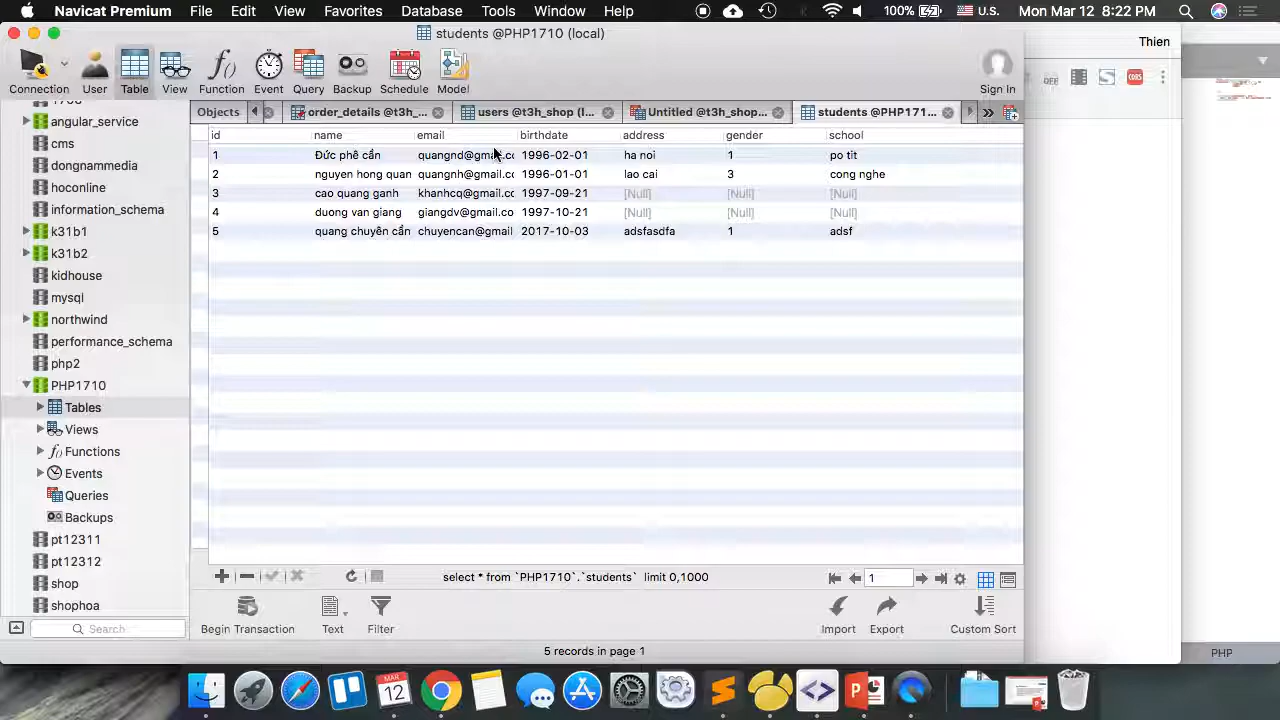 Navicat Premium File Edit View Favorites Database Tools Window Help 100% U.S. Mon Mar 12 8:22 PM
students @PHP1710 (local)
Thien
Connection User Table View Function Event Query Backup Schedule Sign In
Objects order_details @t3h_... users @t3h_shop (l... Untitled @t3h_shop... students @PHP171... »
id name email birthdate address gender school
1 Đức phê cần quangnd@gmail.cc 1996-02-01 ha noi 1 po tit
2 nguyen hong quan quangnh@gmail.cc 1996-01-01 lao cai 3 cong nghe
3 cao quang ganh khanhcq@gmail.cc 1997-09-21 [Null] [Null] [Null]
4 duong van giang giangdv@gmail.co 1997-10-21 [Null] [Null] [Null]
5 quang chuyên cần chuyencan@gmail 2017-10-03 adsfasdfa 1 adsf
angular_service
cms
dongnammedia
hoconline
information_schema
k31b1
k31b2
kidhouse
mysql
northwind
performance_schema
php2
PHP1710
Tables
Views
Functions
Events
Queries
Backups
pt12311
pt12312
shop
shophoa
Search
select * from `PHP1710`.`students` limit 0,1000
1
Begin Transaction Text Filter Import Export Custom Sort
5 records in page 1
PHP
OFF
CORS
MAR
12